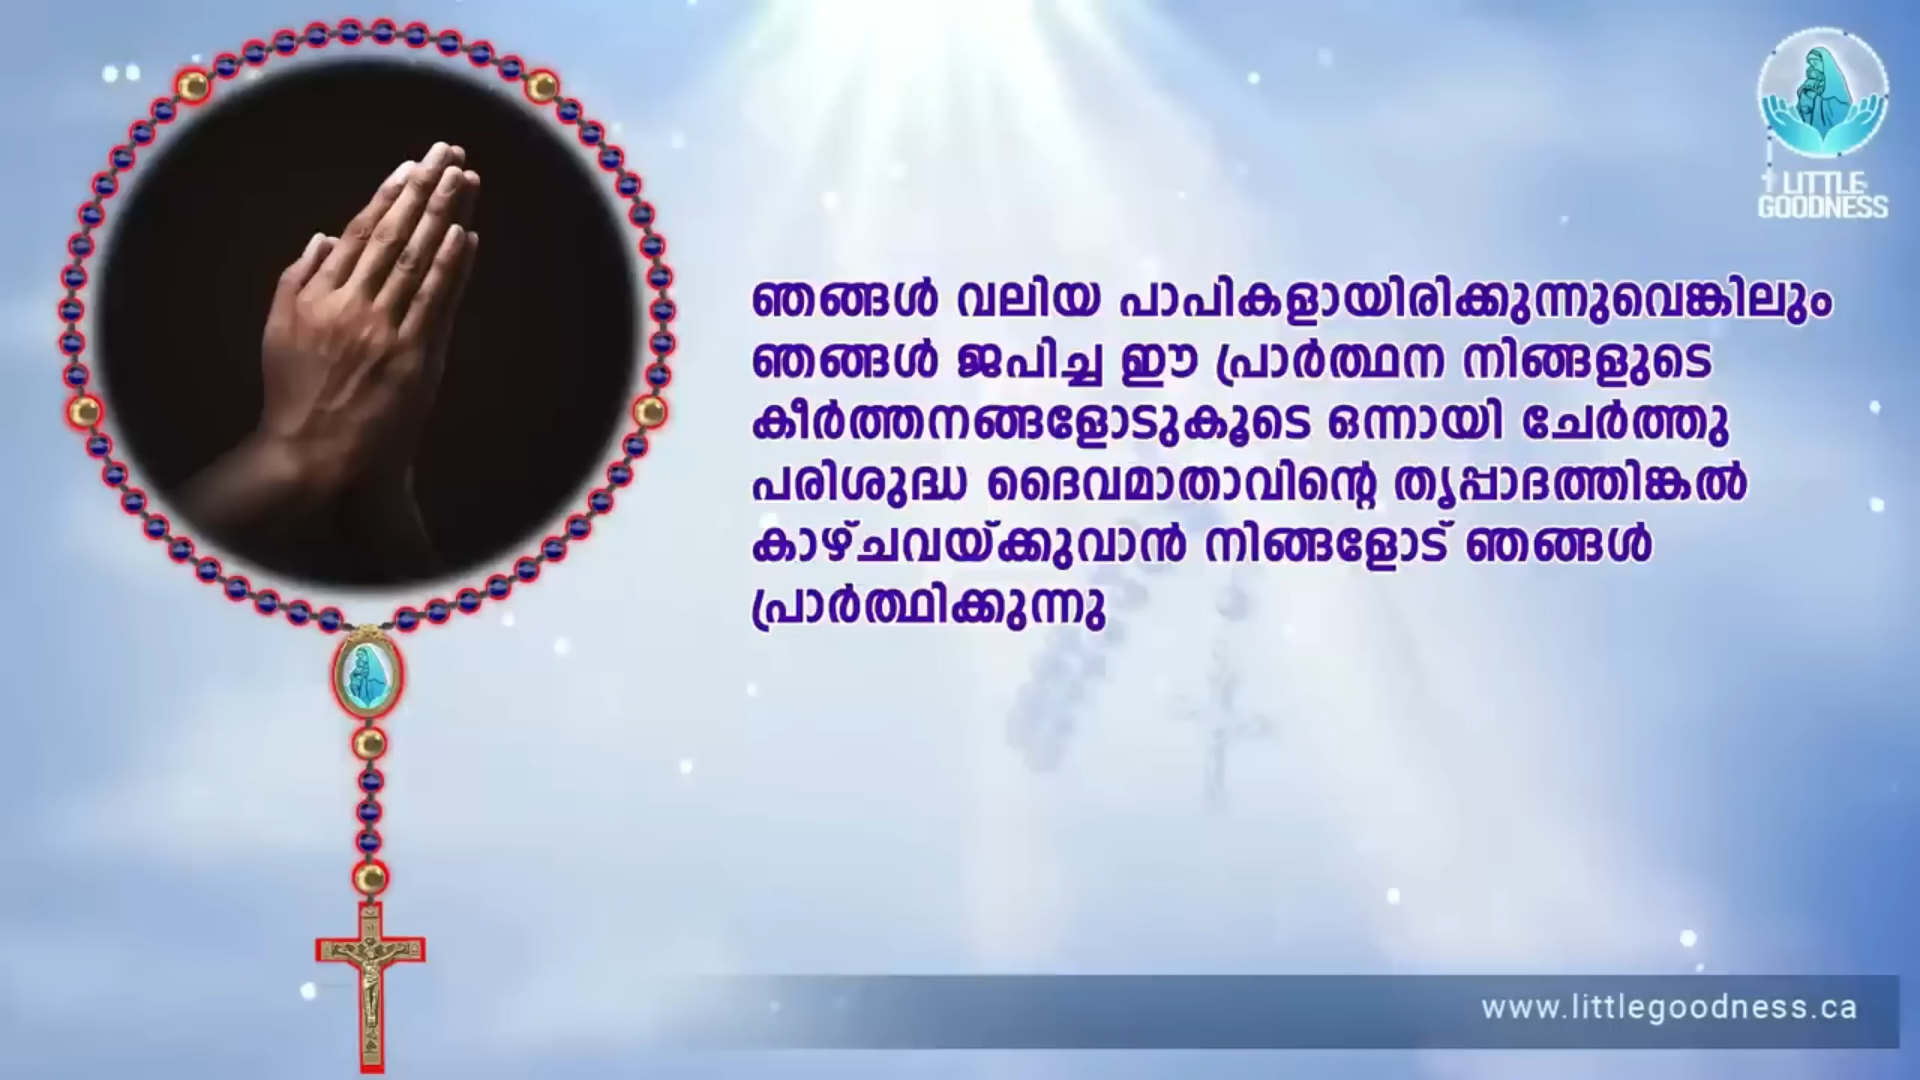 LITTLE
GOODNESS
ഞങ്ങൾ വലിയ പാപികളായിരിക്കുന്നുവെങ്കിലും
ഞങ്ങൾ ജപിച്ച ഈ പ്രാർത്ഥന നിങ്ങളുടെ
കീർത്തനങ്ങളോടുകൂടെ ഒന്നായി ചേർത്തു
പരിശുദ്ധ ദൈവമാതാവിന്റെ തൃപ്പാദത്തിങ്കൽ
കാഴ്ചവയ്ക്കുവാൻ നിങ്ങളോട് ഞങ്ങൾ
പ്രാർത്ഥിക്കുന്നു
www.littlegoodness.ca